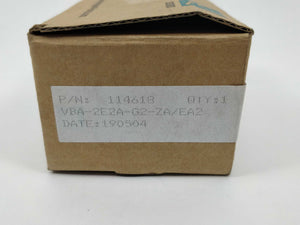 P/N: 114618 QTY:1
VBA-2E2A-G2-ZA/EA2
DATE:190504